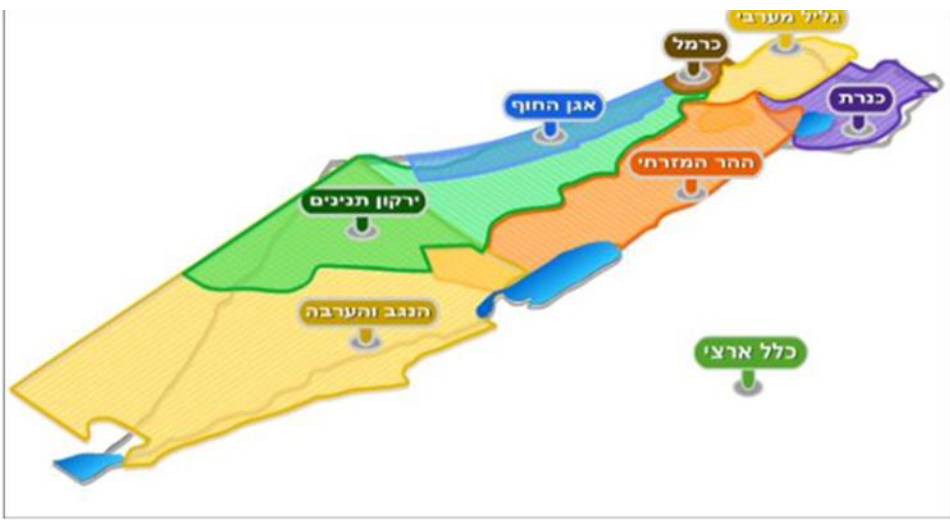 גליל מערבי
כרמל
כנרת
אגן החוף
ההר המזרחי
ירקון תנינים
הנגב והערבה
כלל ארצי